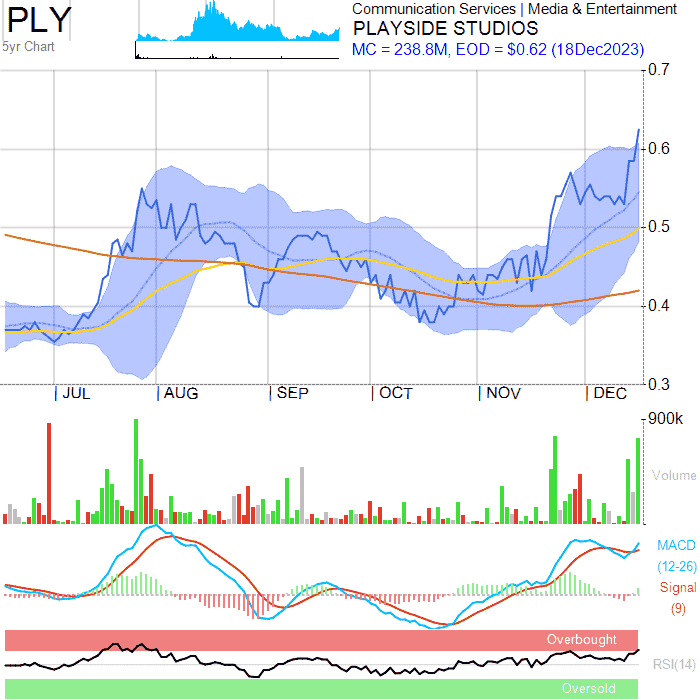 PLY
5yr Chart
Communication Services | Media & Entertainment
PLAYSIDE STUDIOS
MC = 238.8M, EOD = $0.62 (18Dec2023)
0.7
0.6
0.5
0.4
0.3
JUL
AUG
SEP
OCT
NOV
DEC
900k
Volume
MACD
(12-26)
Signal
(9)
Overbought
RSI(14)
Oversold